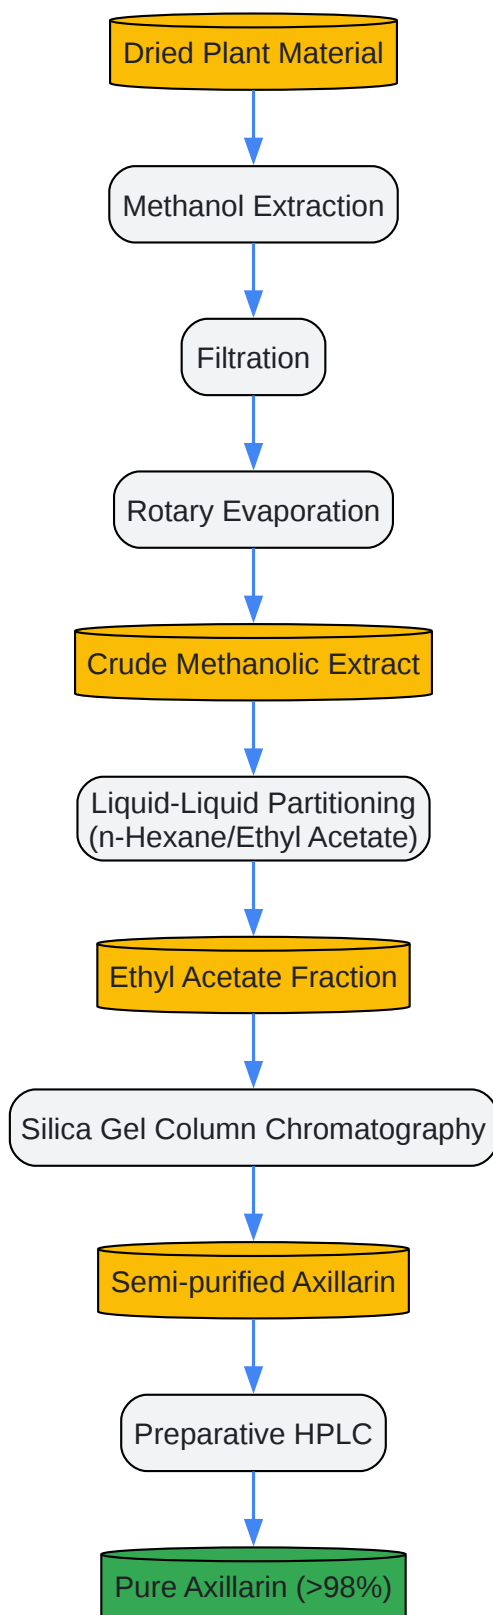 Dried Plant Material
Methanol Extraction
Filtration
Rotary Evaporation
Crude Methanolic Extract
Liquid-Liquid Partitioning
(n-Hexane/Ethyl Acetate)
Ethyl Acetate Fraction
Silica Gel Column Chromatography
Semi-purified Axillarin
Preparative HPLC
Pure Axillarin (>98%)